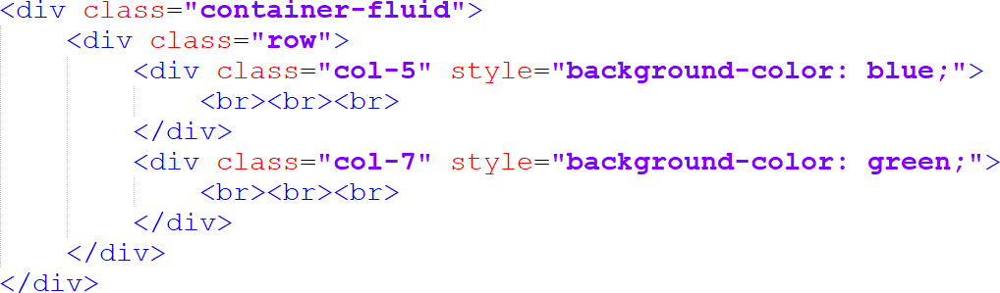 <div class="container-fluid">
    <div class="row">
        <div class="col-5" style="background-color: blue;">
            <br><br><br>
        </div>
        <div class="col-7" style="background-color: green;">
            <br><br><br>
        </div>
    </div>
</div>